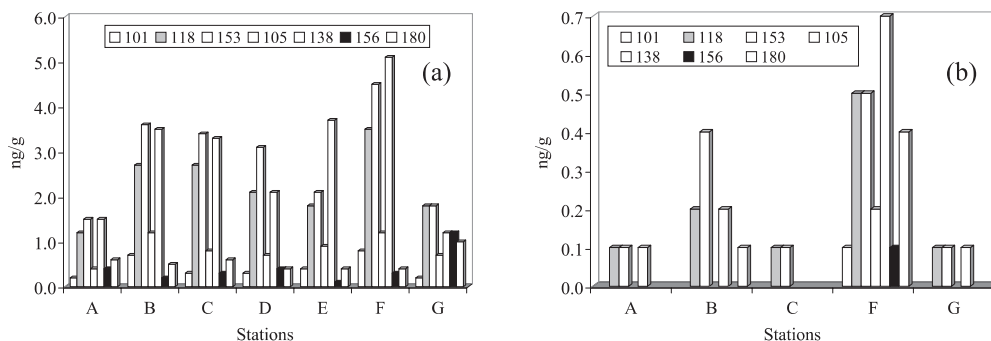 6.0
5.0
4.0
3.0
2.0
1.0
0.0
ng/g
101 118 153 105 138 156 180
(a)
A B C D E F G
Stations
0.7
0.6
0.5
0.4
0.3
0.2
0.1
0.0
ng/g
101 118 153 105
138 156 180
(b)
A B C F G
Stations